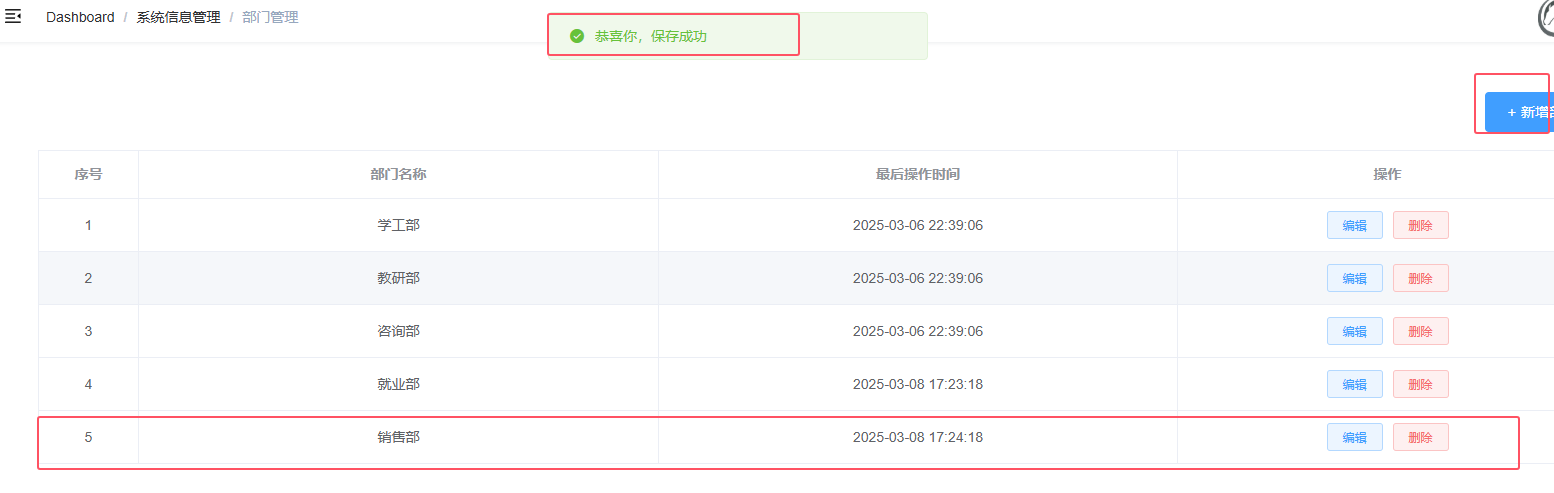 Dashboard / 系统信息管理 / 部门管理
恭喜你，保存成功
+ 新增
序号 部门名称 最后操作时间 操作
1 学工部 2025-03-06 22:39:06 编辑 删除
2 教研部 2025-03-06 22:39:06 编辑 删除
3 咨询部 2025-03-06 22:39:06 编辑 删除
4 就业部 2025-03-08 17:23:18 编辑 删除
5 销售部 2025-03-08 17:24:18 编辑 删除